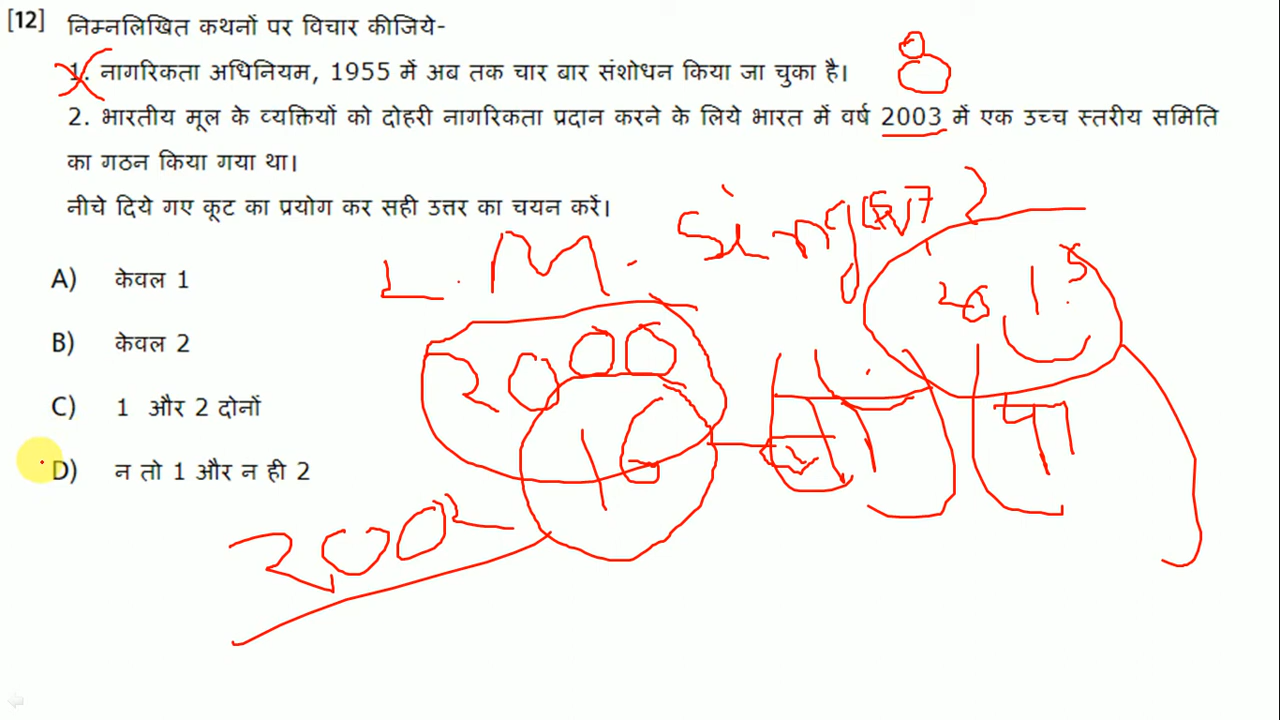 [12] निम्नलिखित कथनों पर विचार कीजिये-
1. नागरिकता अधिनियम, 1955 में अब तक चार बार संशोधन किया जा चुका है।
8
2. भारतीय मूल के व्यक्तियों को दोहरी नागरिकता प्रदान करने के लिये भारत में वर्ष 2003 में एक उच्च स्तरीय समिति
का गठन किया गया था।
नीचे दिये गए कूट का प्रयोग कर सही उत्तर का चयन करें।
L. M. Singh
A) केवल 1
B) केवल 2
2000
C) 1 और 2 दोनों
D) न तो 1 और न ही 2
2002